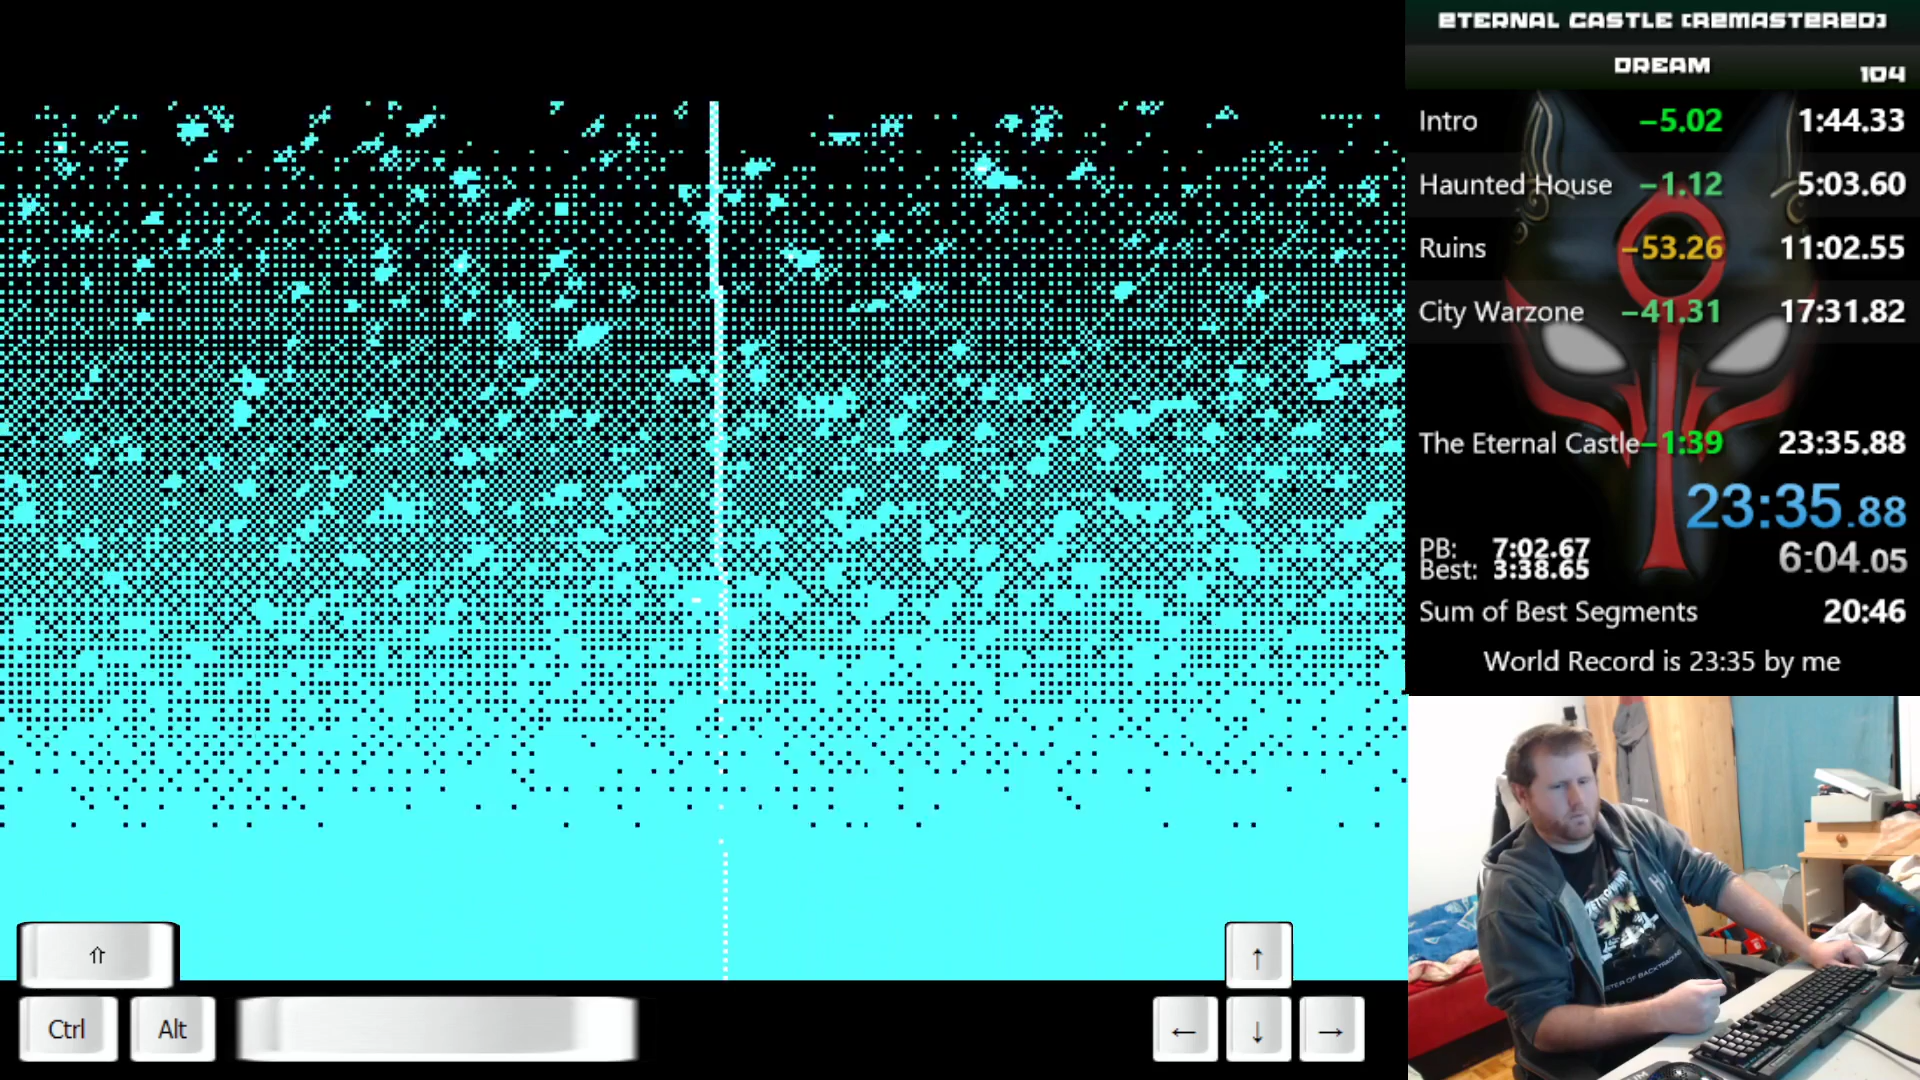 ETERNAL CASTLE [REMASTERED]
DREAM
104
Intro -5.02 1:44.33
Haunted House -1.12 5:03.60
Ruins -53.26 11:02.55
City Warzone -41.31 17:31.82
The Eternal Castle -1:39 23:35.88
23:35.88
PB: 7:02.67
Best: 3:38.65
6:04.05
Sum of Best Segments 20:46
World Record is 23:35 by me
⇧
Ctrl Alt
↑
← ↓ →